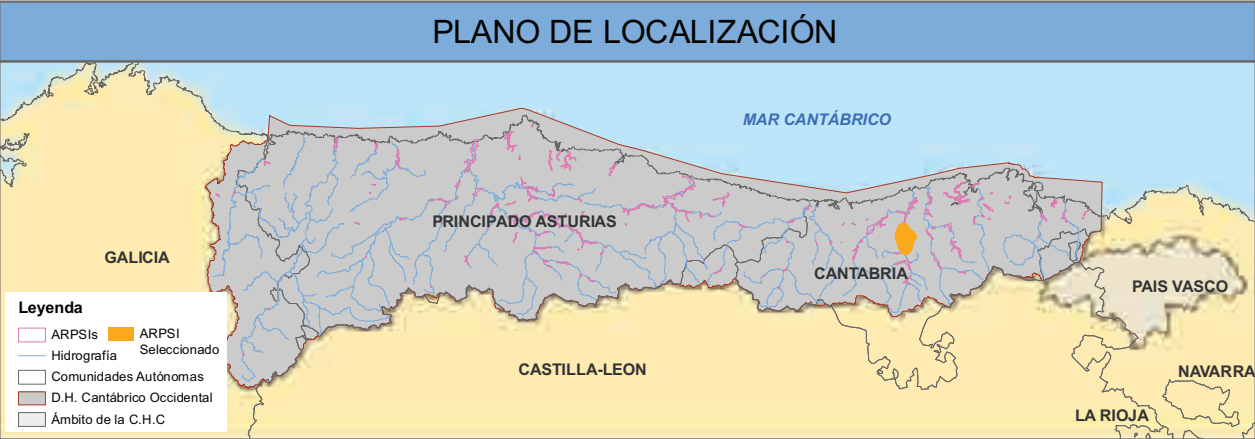 PLANO DE LOCALIZACIÓN
MAR CANTÁBRICO
PRINCIPADO ASTURIAS
GALICIA
CANTABRIA
PAIS VASCO
CASTILLA-LEON
NAVARRA
LA RIOJA
Leyenda
ARPSIs
ARPSI
Seleccionado
Hidrografía
Comunidades Autónomas
D.H. Cantábrico Occidental
Ámbito de la C.H.C